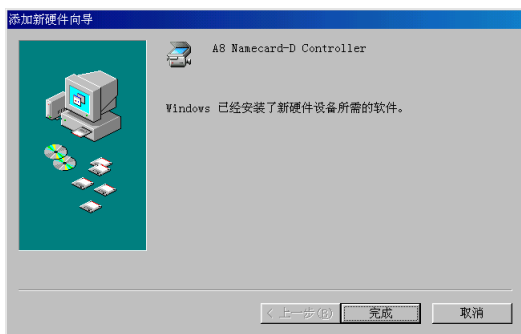 添加新硬件向导
A8 Namecard-D Controller
Windows 已经安装了新硬件设备所需的软件。
< 上一步(B)
完成
取消